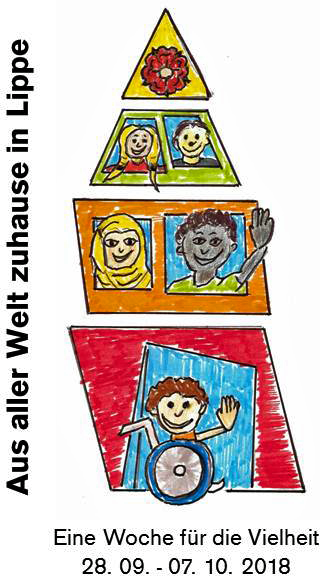 Aus aller Welt zuhause in Lippe
Eine Woche für die Vielheit
28. 09. - 07. 10. 2018